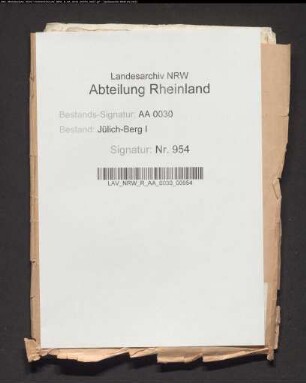 Landesarchiv NRW
Abteilung Rheinland
Bestands-Signatur: AA 0030
Bestand: Jülich-Berg I
Signatur: Nr. 954
LAV_NRW_R_AA_0030_00954